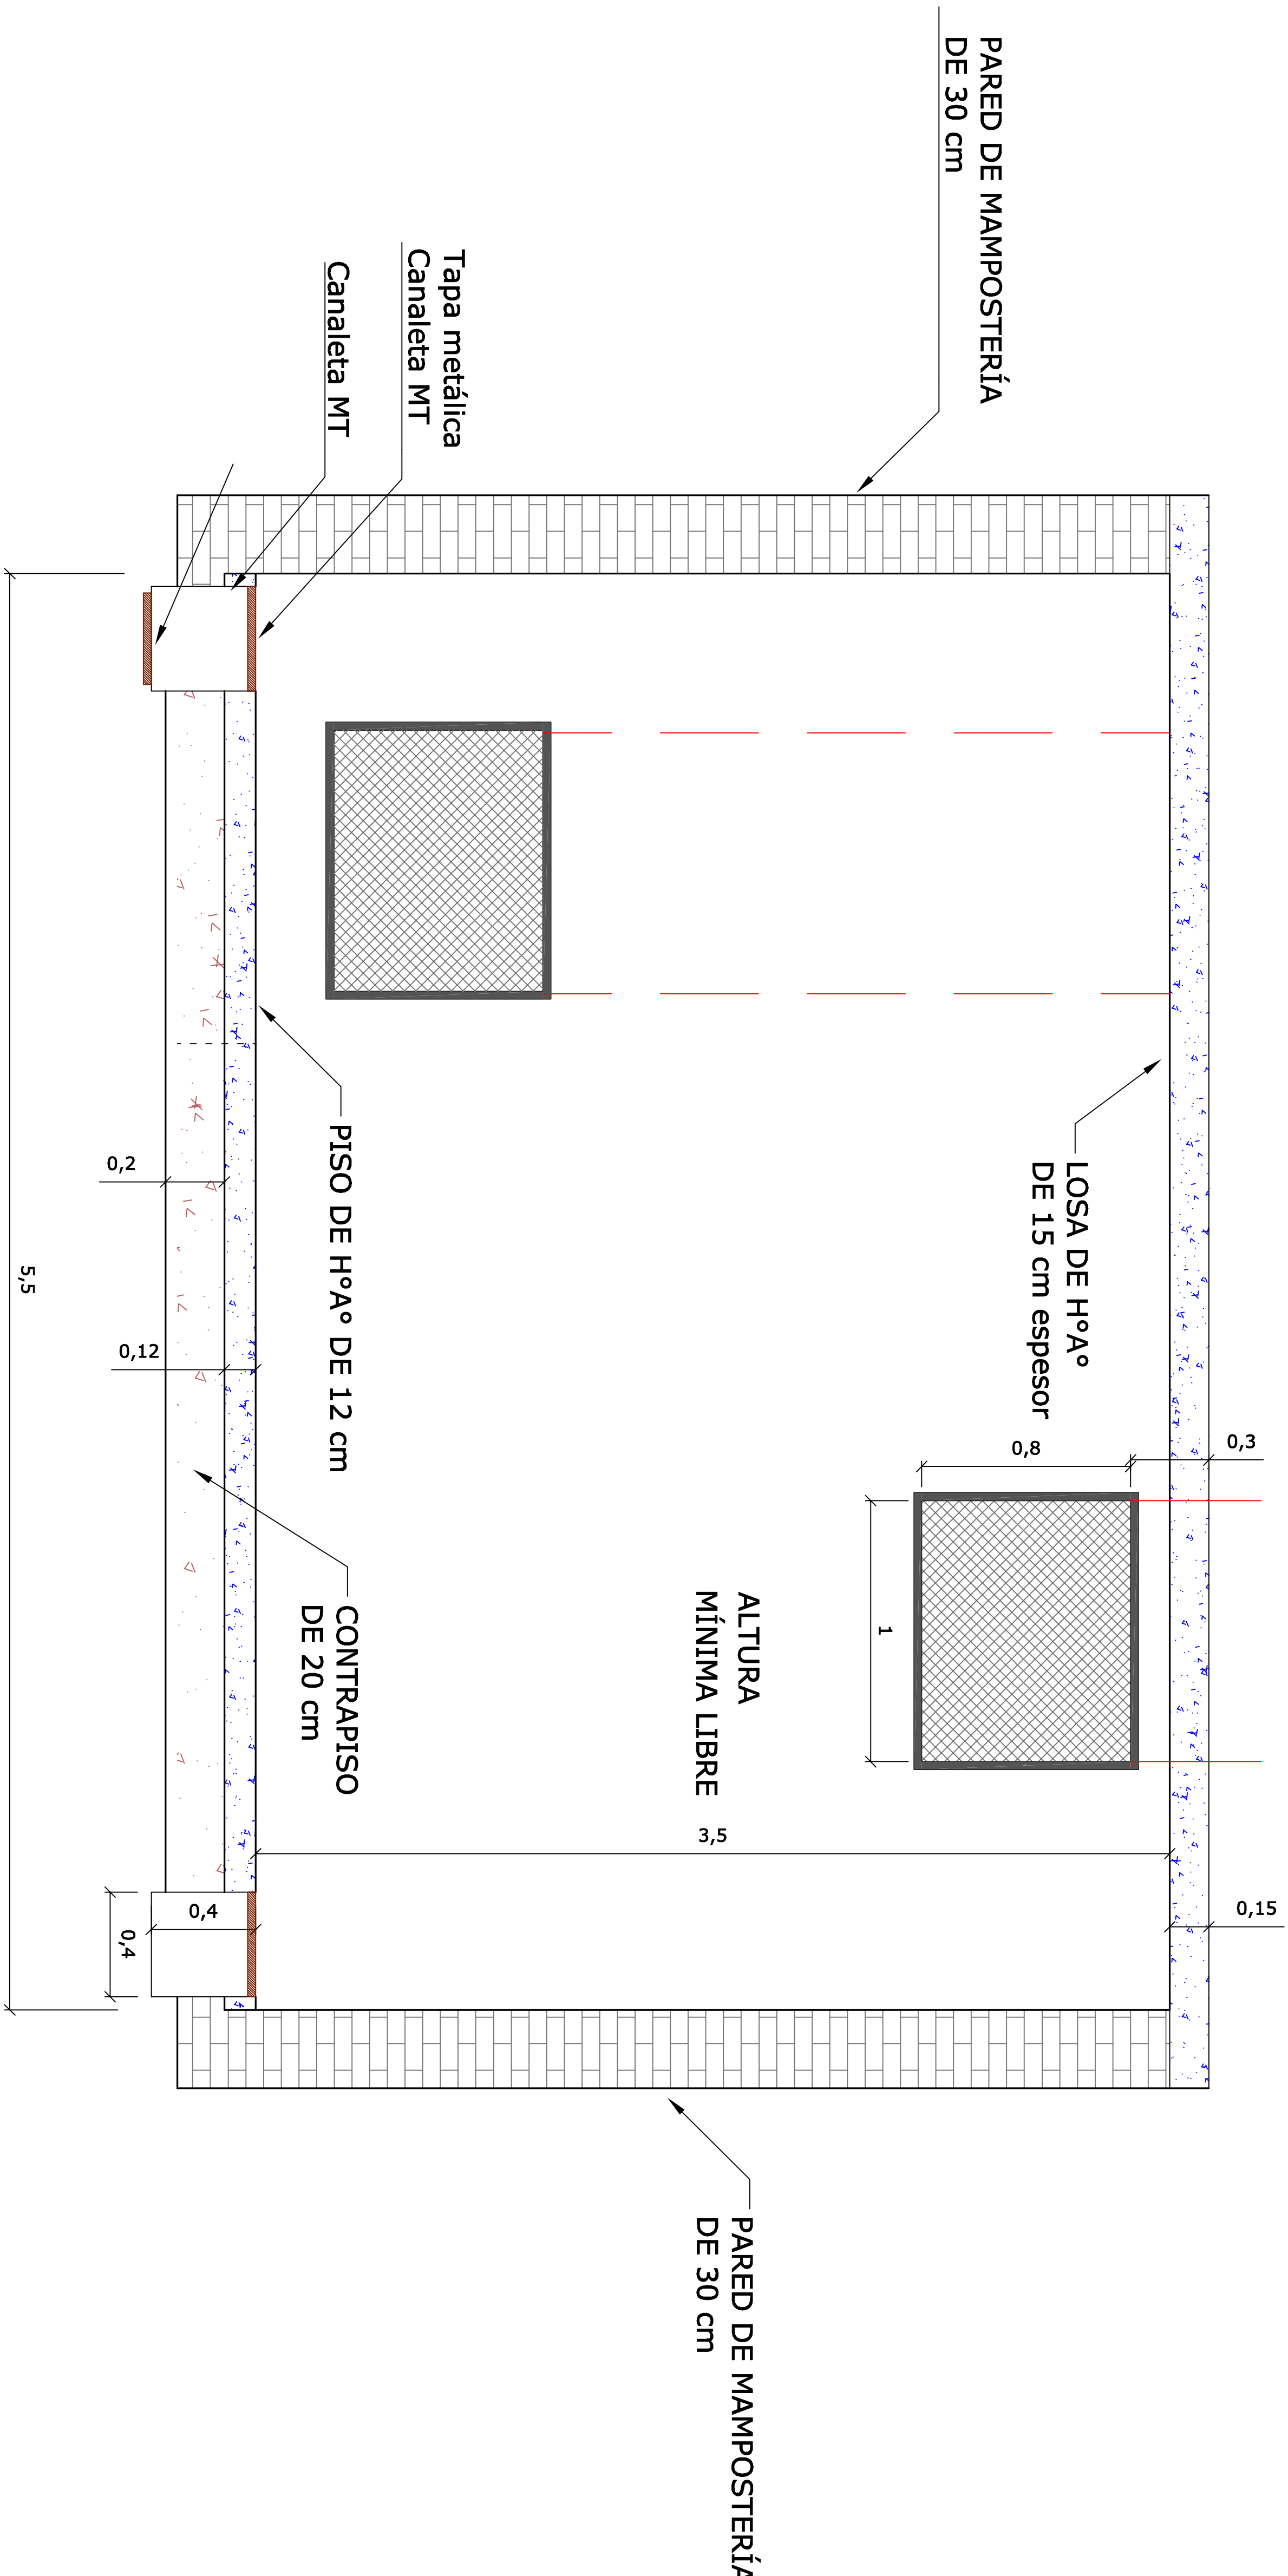 PARED DE MAMPOSTERÍA
DE 30 cm
Tapa metálica
Canaleta MT
Canaleta MT
LOSA DE HºAº
DE 15 cm espesor
0,3
0,8
1
ALTURA
MÍNIMA LIBRE
3,5
0,15
PISO DE HºAº DE 12 cm
CONTRAPISO
DE 20 cm
0,2
0,12
0,4
0,4
5,5
PARED DE MAMPOSTERÍA
DE 30 cm